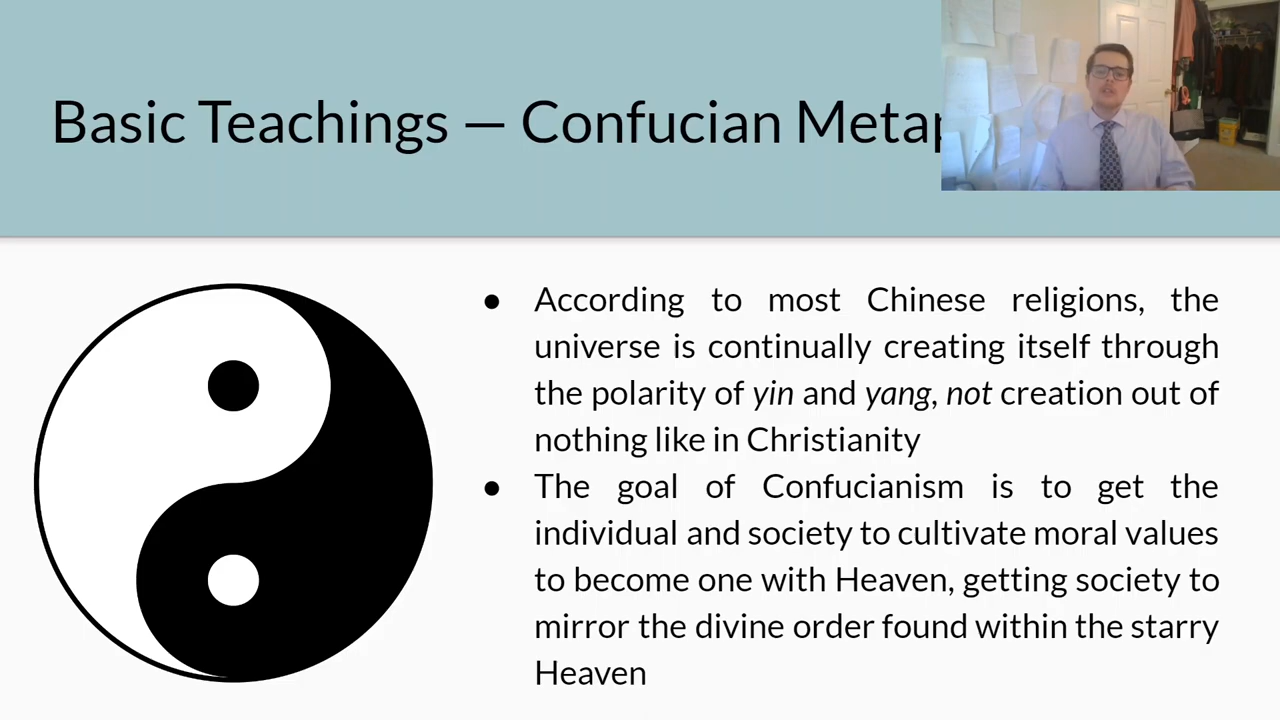 Basic Teachings — Confucian Metap
● According to most Chinese religions, the
universe is continually creating itself through
the polarity of yin and yang, not creation out of
nothing like in Christianity
● The goal of Confucianism is to get the
individual and society to cultivate moral values
to become one with Heaven, getting society to
mirror the divine order found within the starry
Heaven